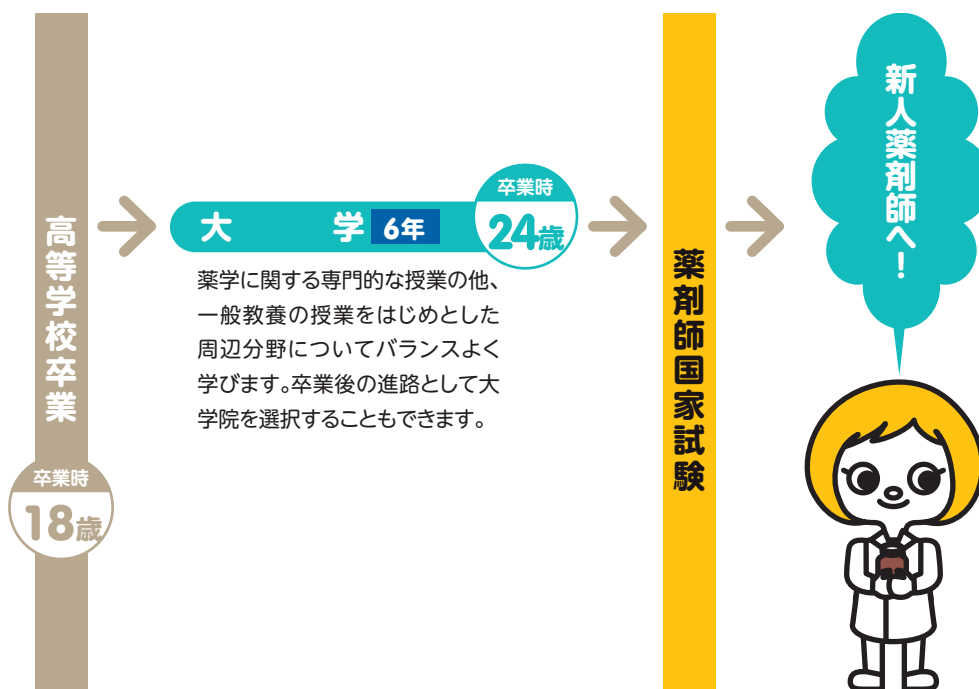 高等学校卒業
卒業時
18歳
大学 6年
卒業時
24歳
薬学に関する専門的な授業の他、
一般教養の授業をはじめとした
周辺分野についてバランスよく
学びます。卒業後の進路として大
学院を選択することもできます。
薬剤師国家試験
新人薬剤師へ！